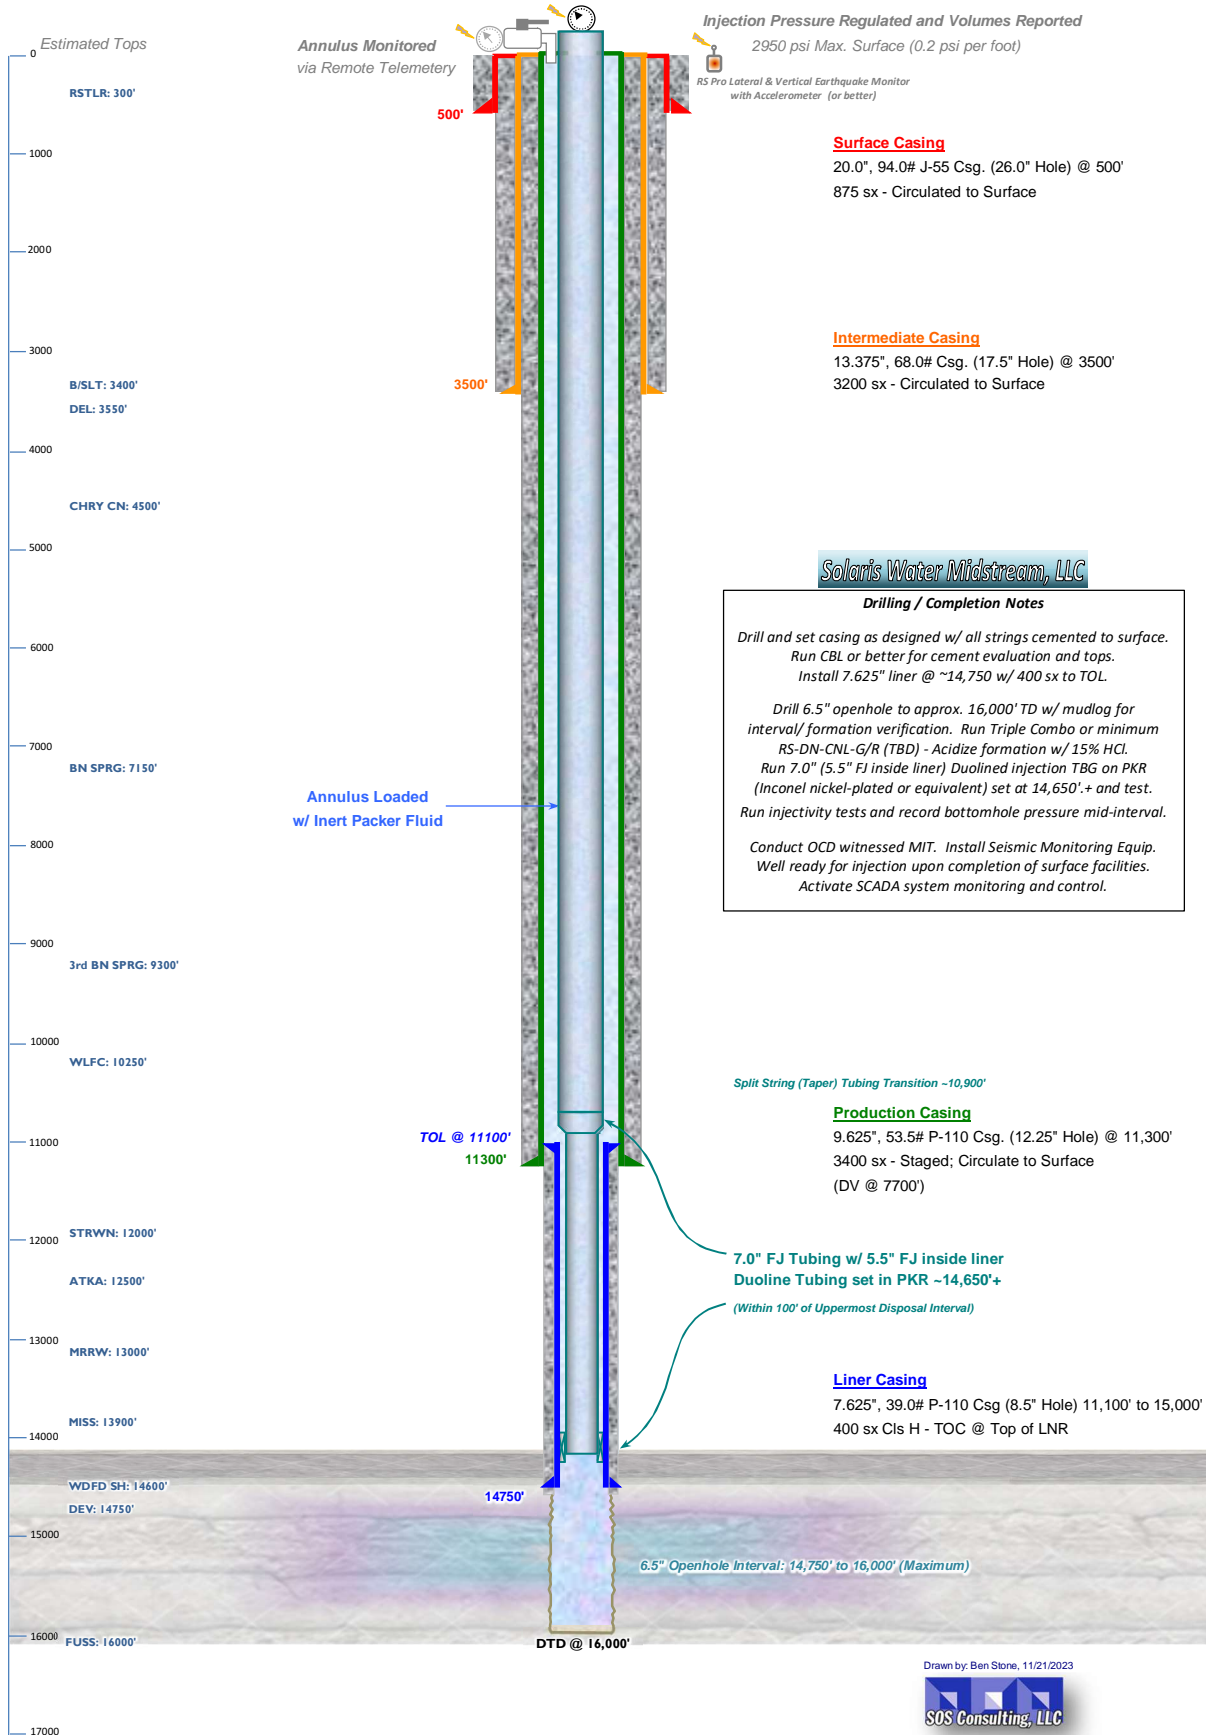 Estimated Tops
Annulus Monitored
via Remote Telemetery
Injection Pressure Regulated and Volumes Reported
2950 psi Max. Surface (0.2 psi per foot)
RS Pro Lateral & Vertical Earthquake Monitor
with Accelerometer (or better)
0
RSTLR: 300'
500'
1000
Surface Casing
20.0", 94.0# J-55 Csg. (26.0" Hole) @ 500'
875 sx - Circulated to Surface
2000
3000
Intermediate Casing
13.375", 68.0# Csg. (17.5" Hole) @ 3500'
3200 sx - Circulated to Surface
B/SLT: 3400'
3500'
DEL: 3550'
4000
CHRY CN: 4500'
5000
Solaris Water Midstream, LLC
Drilling / Completion Notes
Drill and set casing as designed w/ all strings cemented to surface.
Run CBL or better for cement evaluation and tops.
Install 7.625" liner @ ~14,750 w/ 400 sx to TOL.
Drill 6.5" openhole to approx. 16,000' TD w/ mudlog for
interval/ formation verification. Run Triple Combo or minimum
RS-DN-CNL-G/R (TBD) - Acidize formation w/ 15% HCl.
Run 7.0" (5.5" FJ inside liner) Duolined injection TBG on PKR
(Inconel nickel-plated or equivalent) set at 14,650'.+ and test.
Run injectivity tests and record bottomhole pressure mid-interval.
Conduct OCD witnessed MIT. Install Seismic Monitoring Equip.
Well ready for injection upon completion of surface facilities.
Activate SCADA system monitoring and control.
6000
7000
BN SPRG: 7150'
Annulus Loaded
w/ Inert Packer Fluid
8000
9000
3rd BN SPRG: 9300'
10000
WLFC: 10250'
Split String (Taper) Tubing Transition ~10,900'
Production Casing
9.625", 53.5# P-110 Csg. (12.25" Hole) @ 11,300'
3400 sx - Staged; Circulate to Surface
(DV @ 7700')
11000
TOL @ 11100'
11300'
STRWN: 12000'
12000
7.0" FJ Tubing w/ 5.5" FJ inside liner
Duoline Tubing set in PKR ~14,650'+
(Within 100' of Uppermost Disposal Interval)
ATKA: 12500'
13000
MRRW: 13000'
Liner Casing
7.625", 39.0# P-110 Csg (8.5" Hole) 11,100' to 15,000'
400 sx Cls H - TOC @ Top of LNR
MISS: 13900'
14000
WDFD SH: 14600'
14750'
DEV: 14750'
15000
6.5" Openhole Interval: 14,750' to 16,000' (Maximum)
16000
FUSS: 16000'
DTD @ 16,000'
Drawn by: Ben Stone, 11/21/2023
SOS Consulting, LLC
17000